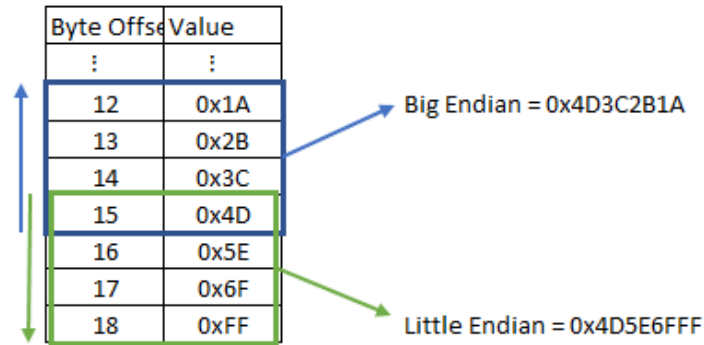 Byte Offse Value
⋮ ⋮
12 0x1A Big Endian = 0x4D3C2B1A
13 0x2B
14 0x3C
15 0x4D
16 0x5E
17 0x6F
18 0xFF Little Endian = 0x4D5E6FFF